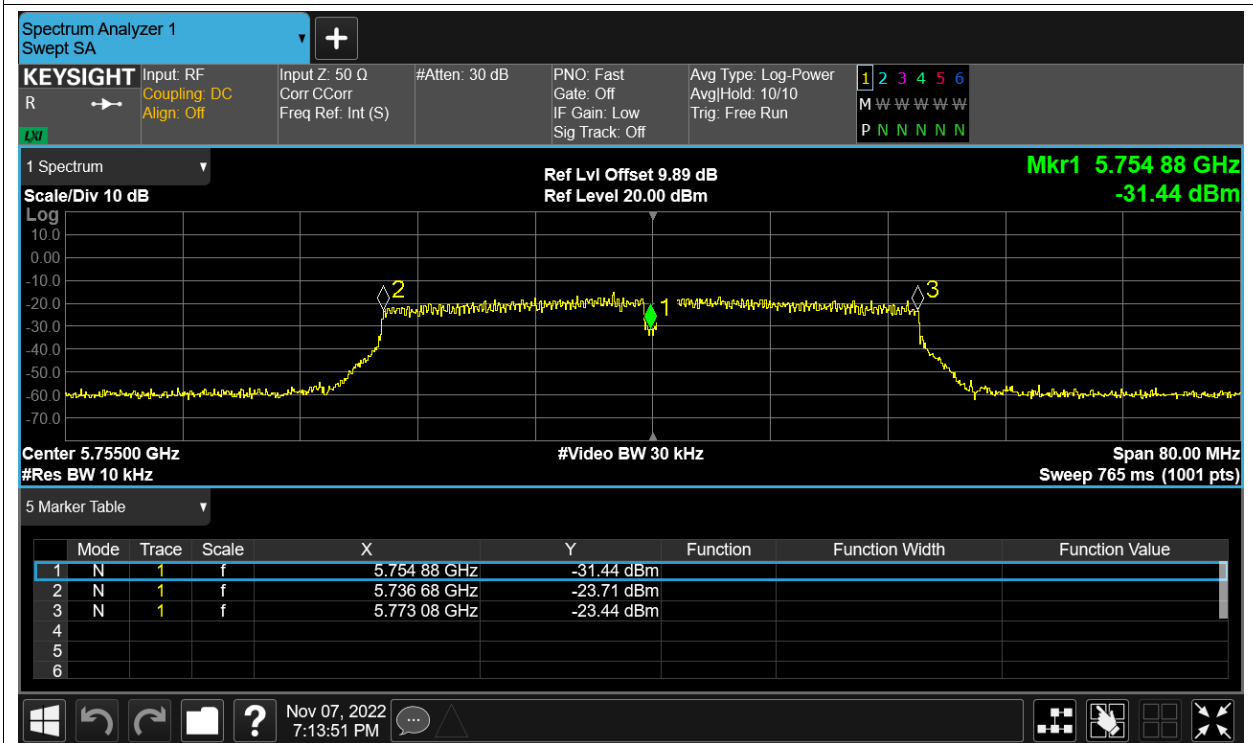 Spectrum Analyzer 1
Swept SA
KEYSIGHT
R
LXI
Input: RF
Coupling: DC
Align: Off
Input Z: 50 Ω
Corr CCorr
Freq Ref: Int (S)
#Atten: 30 dB
PNO: Fast
Gate: Off
IF Gain: Low
Sig Track: Off
Avg Type: Log-Power
Avg|Hold: 10/10
Trig: Free Run
1 2 3 4 5 6
M W W W W W
P N N N N N
1 Spectrum
Scale/Div 10 dB
Ref Lvl Offset 9.89 dB
Ref Level 20.00 dBm
Mkr1 5.754 88 GHz
-31.44 dBm
Log
10.0
0.00
-10.0
-20.0
-30.0
-40.0
-50.0
-60.0
-70.0
2
1
3
Center 5.75500 GHz
#Res BW 10 kHz
#Video BW 30 kHz
Span 80.00 MHz
Sweep 765 ms (1001 pts)
5 Marker Table
Mode Trace Scale X Y Function Function Width Function Value
1 N 1 f 5.754 88 GHz -31.44 dBm
2 N 1 f 5.736 68 GHz -23.71 dBm
3 N 1 f 5.773 08 GHz -23.44 dBm
4
5
6
?
Nov 07, 2022
7:13:51 PM